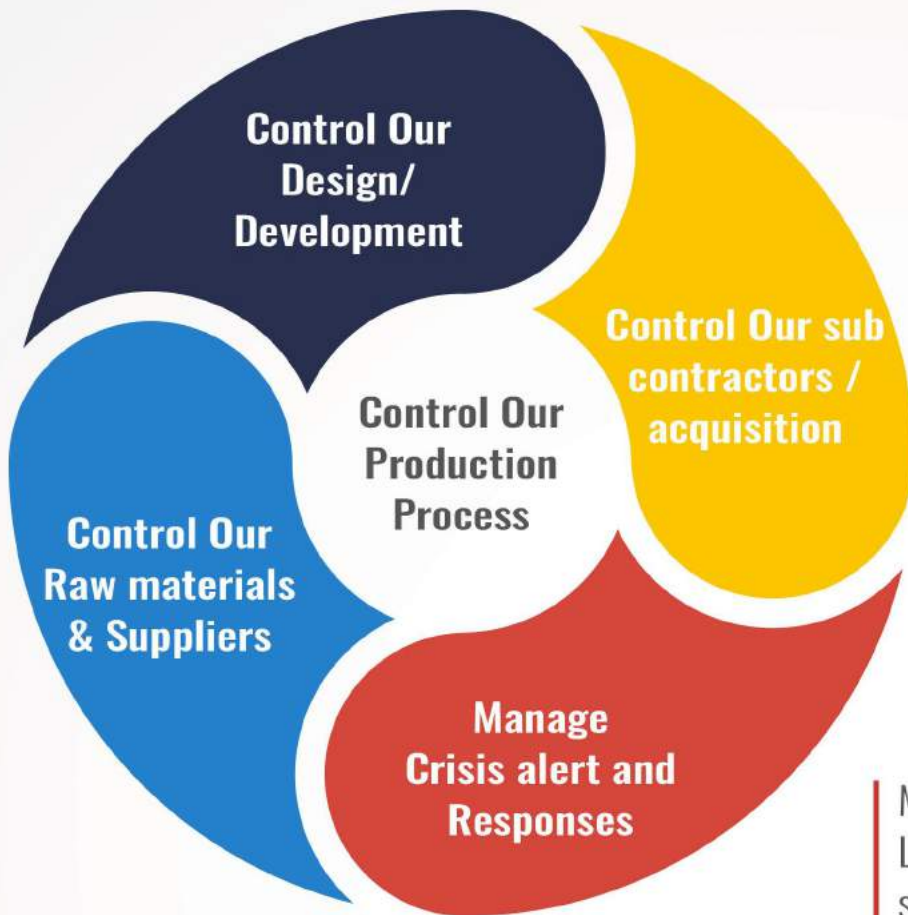 Control Our
Design/
Development
Control Our sub
contractors /
acquisition
Control Our
Production
Process
Control Our
Raw materials
& Suppliers
Manage
Crisis alert and
Responses